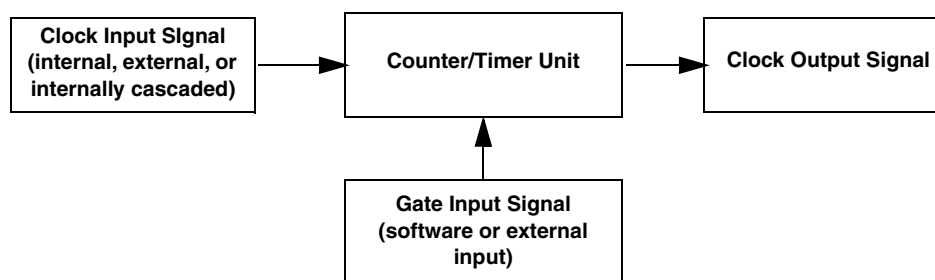 Clock Input SIgnal
(internal, external, or
internally cascaded)
Counter/Timer Unit
Clock Output Signal
Gate Input Signal
(software or external
input)